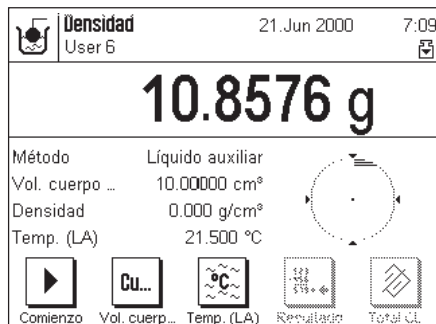 Densidad 21.Jun 2000 7:09
User 6
10.8576 g
Método Líquido auxiliar
Vol. cuerpo ... 10.00000 cm³
Densidad 0.000 g/cm³
Temp. (LA) 21.500 °C
Cu... °C
Comienzo Vol. cuerp... Temp. (LA) Resultado Total CL